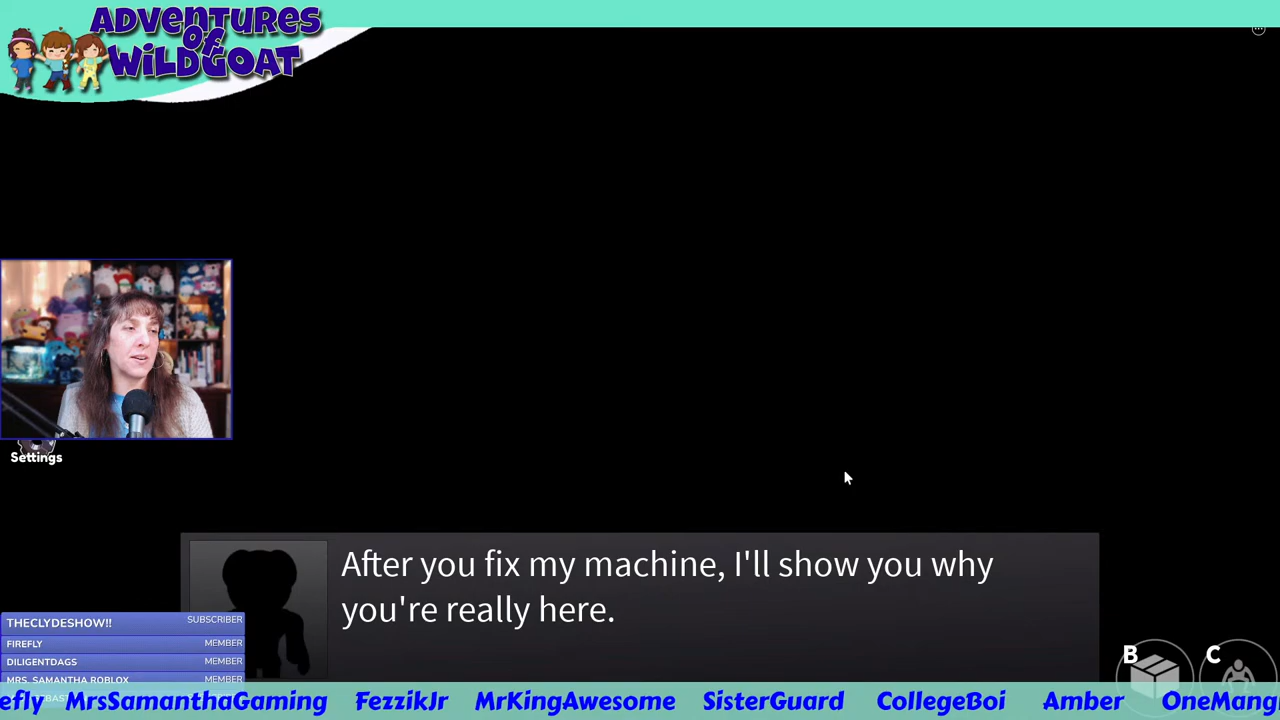 ADVENTURES
OF
WILDGOAT
Settings
After you fix my machine, I'll show you why
you're really here.
THECLYDESHOW!! SUBSCRIBER
FIREFLY MEMBER
DILIGENTDAGS MEMBER
MRS. SAMANTHA ROBLOX MEMBER
B
C
efly MrsSamanthaGaming FezzikJr MrKingAwesome SisterGuard CollegeBoi Amber OneMang